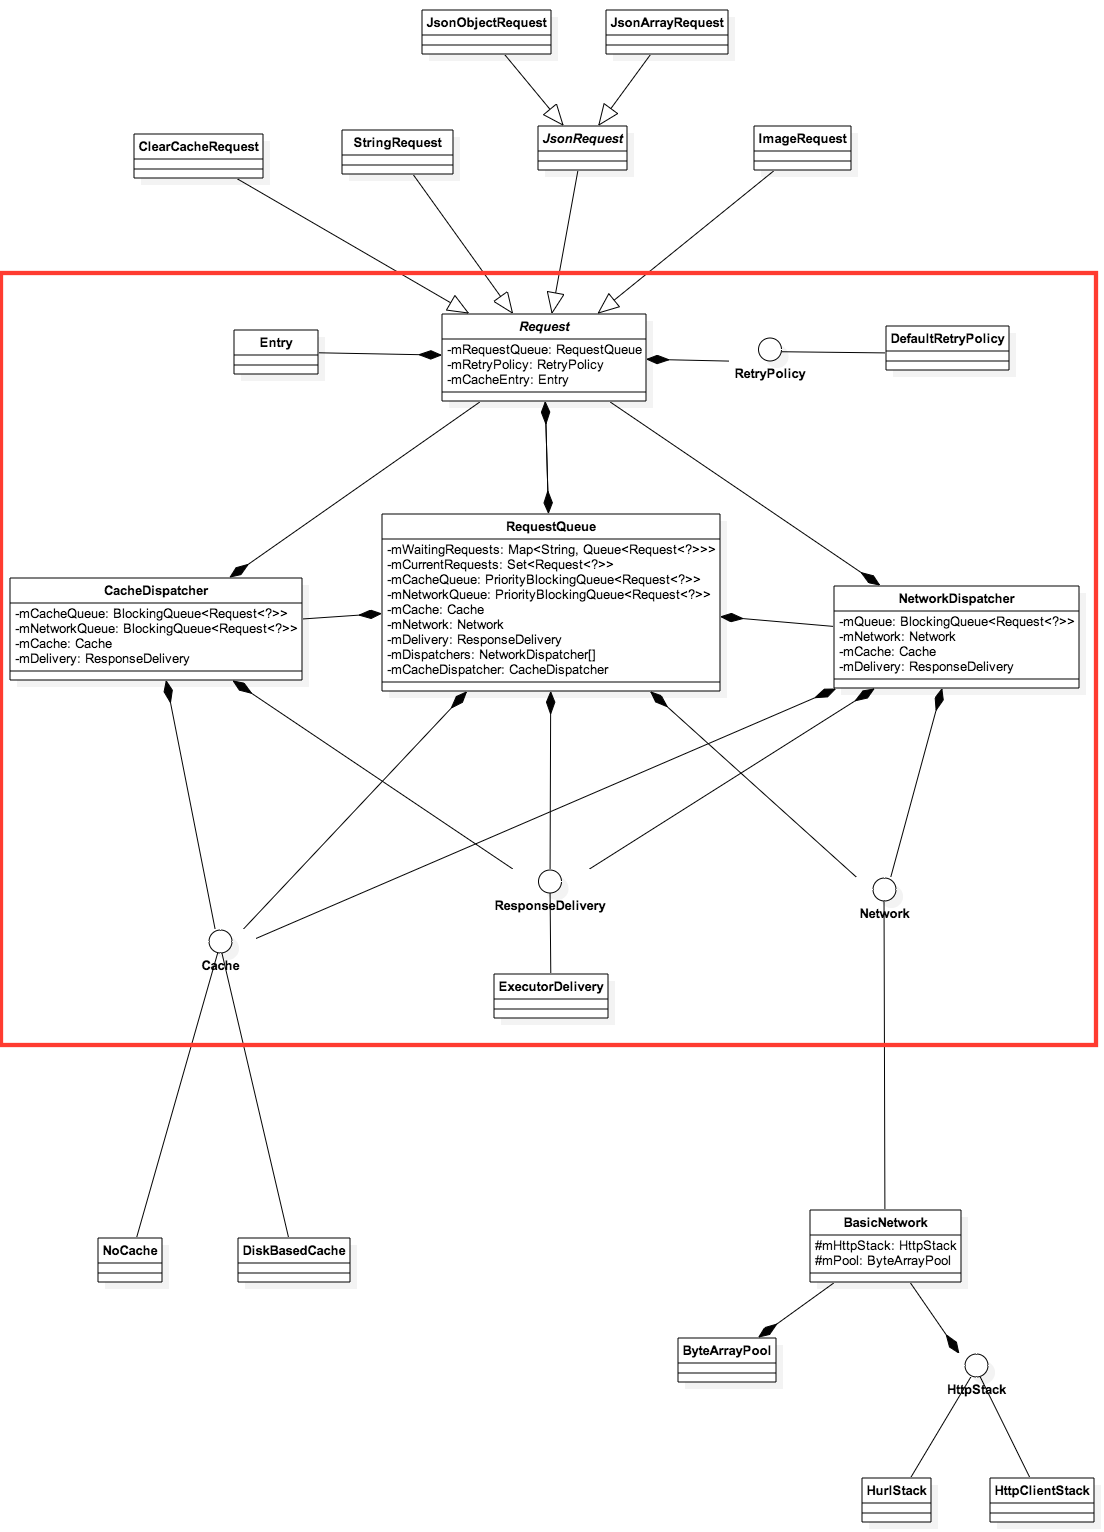 JsonObjectRequest
JsonArrayRequest
ClearCacheRequest
StringRequest
JsonRequest
ImageRequest
Request
-mRequestQueue: RequestQueue
-mRetryPolicy: RetryPolicy
-mCacheEntry: Entry
Entry
RetryPolicy
DefaultRetryPolicy
RequestQueue
-mWaitingRequests: Map<String, Queue<Request<?>>>
-mCurrentRequests: Set<Request<?>>
-mCacheQueue: PriorityBlockingQueue<Request<?>>
-mNetworkQueue: PriorityBlockingQueue<Request<?>>
-mCache: Cache
-mNetwork: Network
-mDelivery: ResponseDelivery
-mDispatchers: NetworkDispatcher[]
-mCacheDispatcher: CacheDispatcher
CacheDispatcher
-mCacheQueue: BlockingQueue<Request<?>>
-mNetworkQueue: BlockingQueue<Request<?>>
-mCache: Cache
-mDelivery: ResponseDelivery
NetworkDispatcher
-mQueue: BlockingQueue<Request<?>>
-mNetwork: Network
-mCache: Cache
-mDelivery: ResponseDelivery
ResponseDelivery
Network
Cache
ExecutorDelivery
NoCache
DiskBasedCache
BasicNetwork
#mHttpStack: HttpStack
#mPool: ByteArrayPool
ByteArrayPool
HttpStack
HurlStack
HttpClientStack